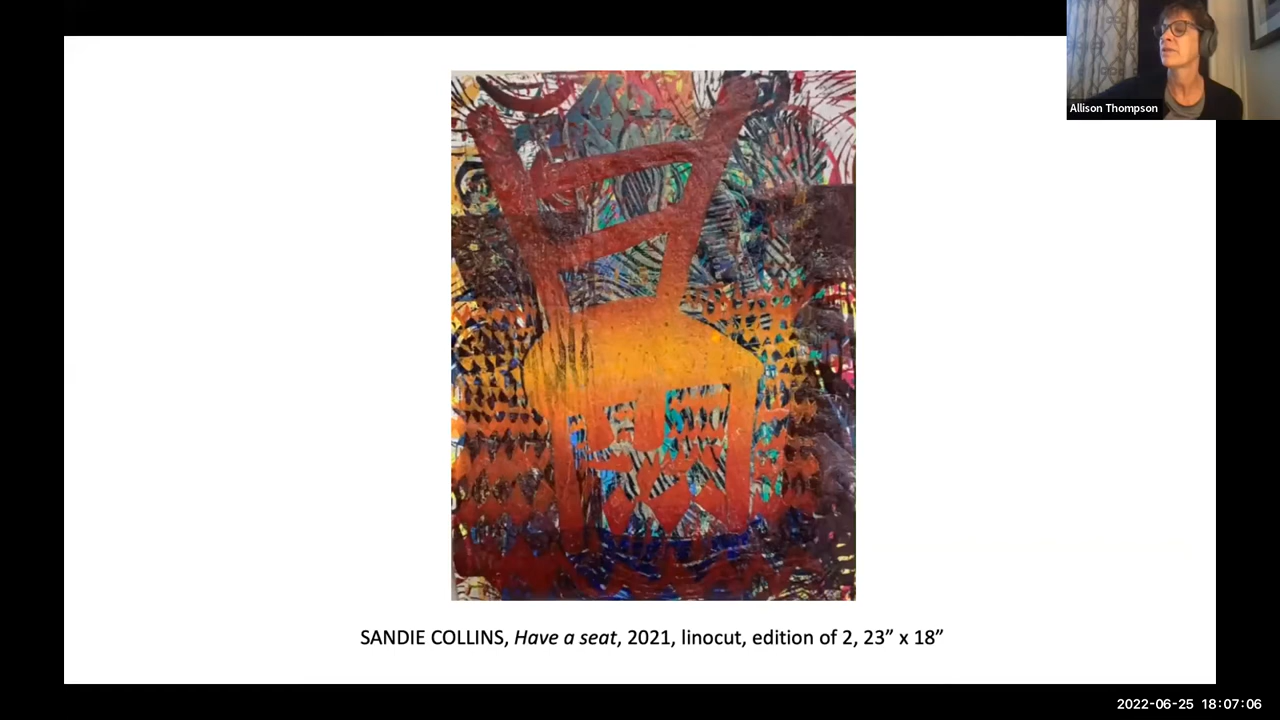 Allison Thompson
SANDIE COLLINS, Have a seat, 2021, linocut, edition of 2, 23” x 18”
2022-06-25 18:07:06